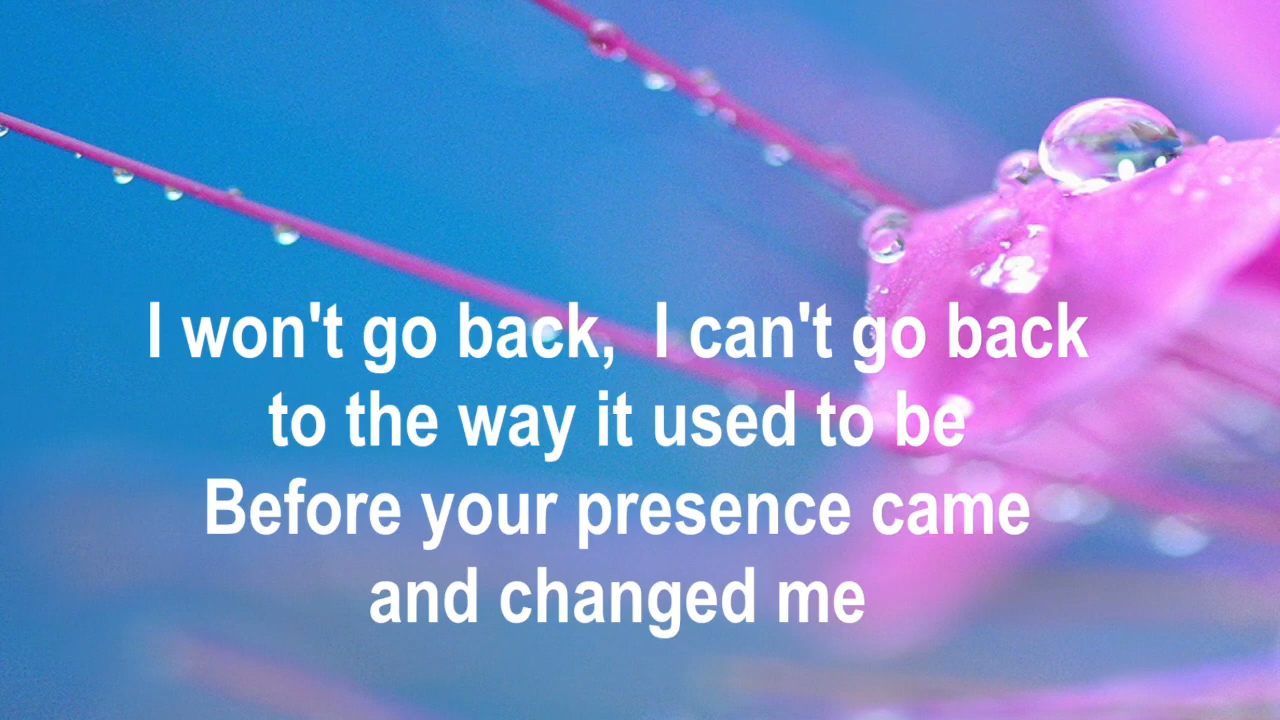 I won't go back,  I can't go back
to the way it used to be
Before your presence came
and changed me